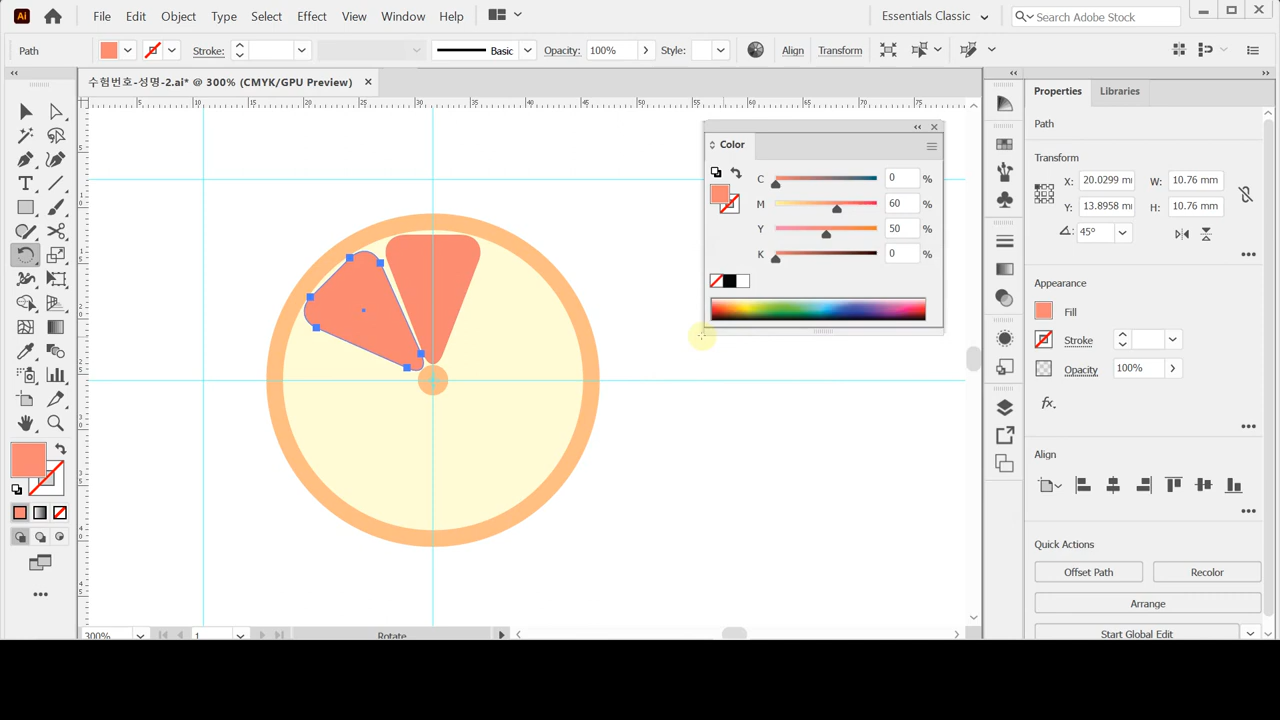 Ai File Edit Object Type Select Effect View Window Help Essentials Classic Search Adobe Stock
Path Stroke: Basic Opacity: 100% Style: Align Transform
수험번호-성명-2.ai* @ 300% (CMYK/GPU Preview)
Properties Libraries
Path
Transform
X: 20.0299 mm W: 10.76 mm
Y: 13.8958 mm H: 10.76 mm
45°
Appearance
Fill
Stroke
Opacity 100%
fx
Align
Quick Actions
Offset Path Recolor
Arrange
Start Global Edit
Color
C 0 %
M 60 %
Y 50 %
K 0 %
300% 1 Rotate